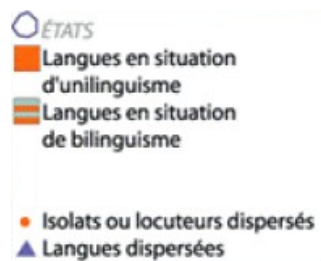 ÉTATS
Langues en situation
d'unilinguisme
Langues en situation
de bilinguisme
Isolats ou locuteurs dispersés
Langues dispersées